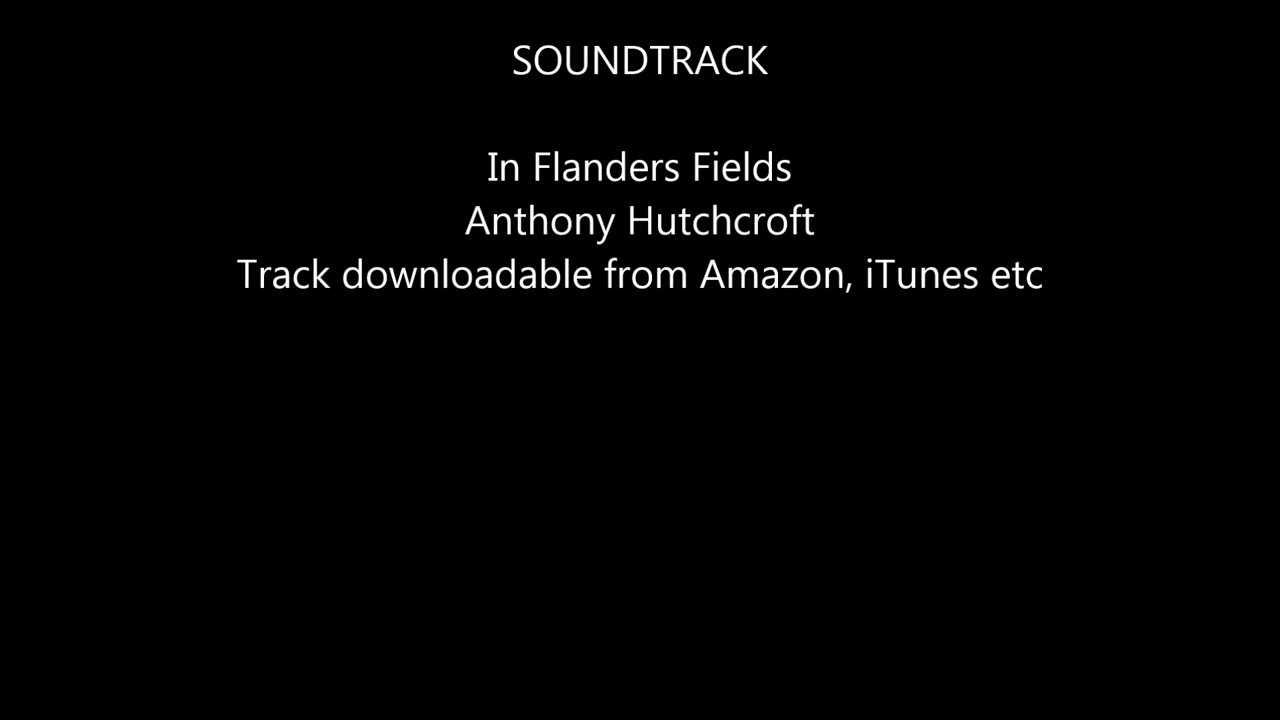 SOUNDTRACK
In Flanders Fields
Anthony Hutchcroft
Track downloadable from Amazon, iTunes etc